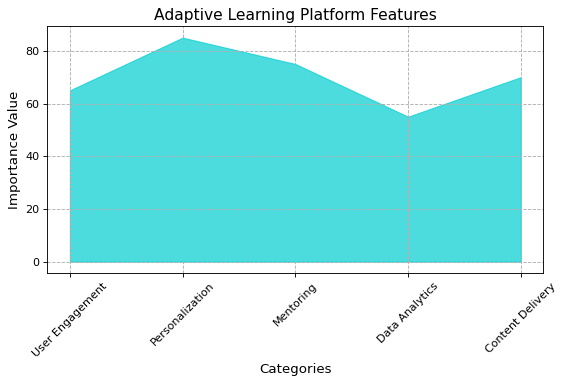 Adaptive Learning Platform Features
Importance Value
80
60
40
20
0
User Engagement
Personalization
Mentoring
Data Analytics
Content Delivery
Categories